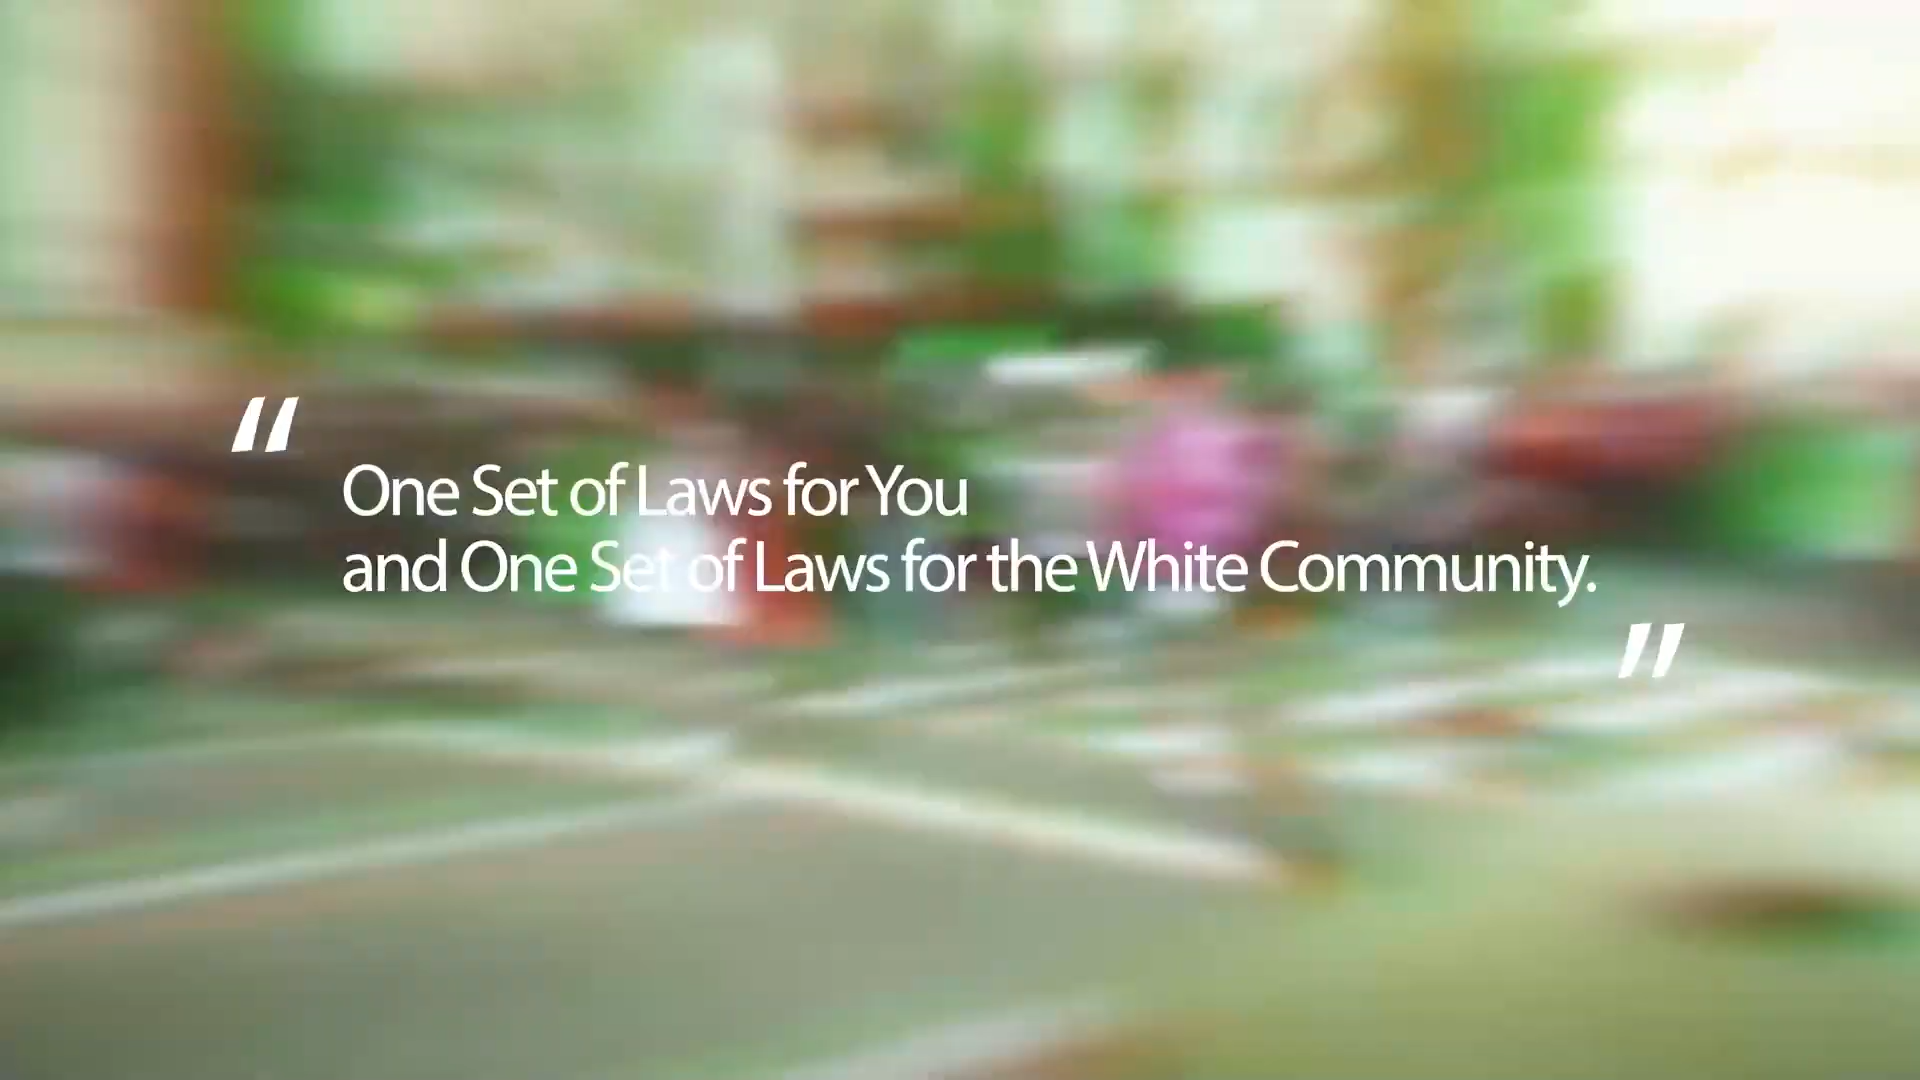 "One Set of Laws for You
and One Set of Laws for the White Community."